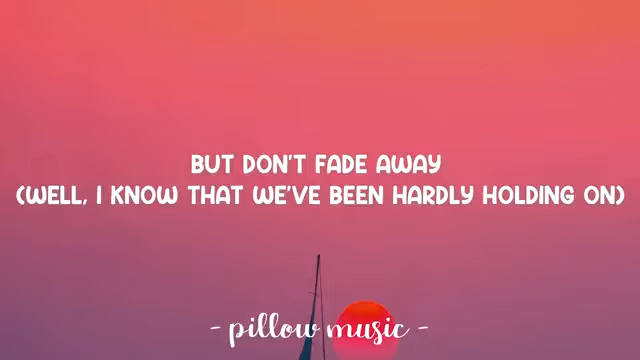 BUT DON'T FADE AWAY
(WELL, I KNOW THAT WE'VE BEEN HARDLY HOLDING ON)
- pillow music -